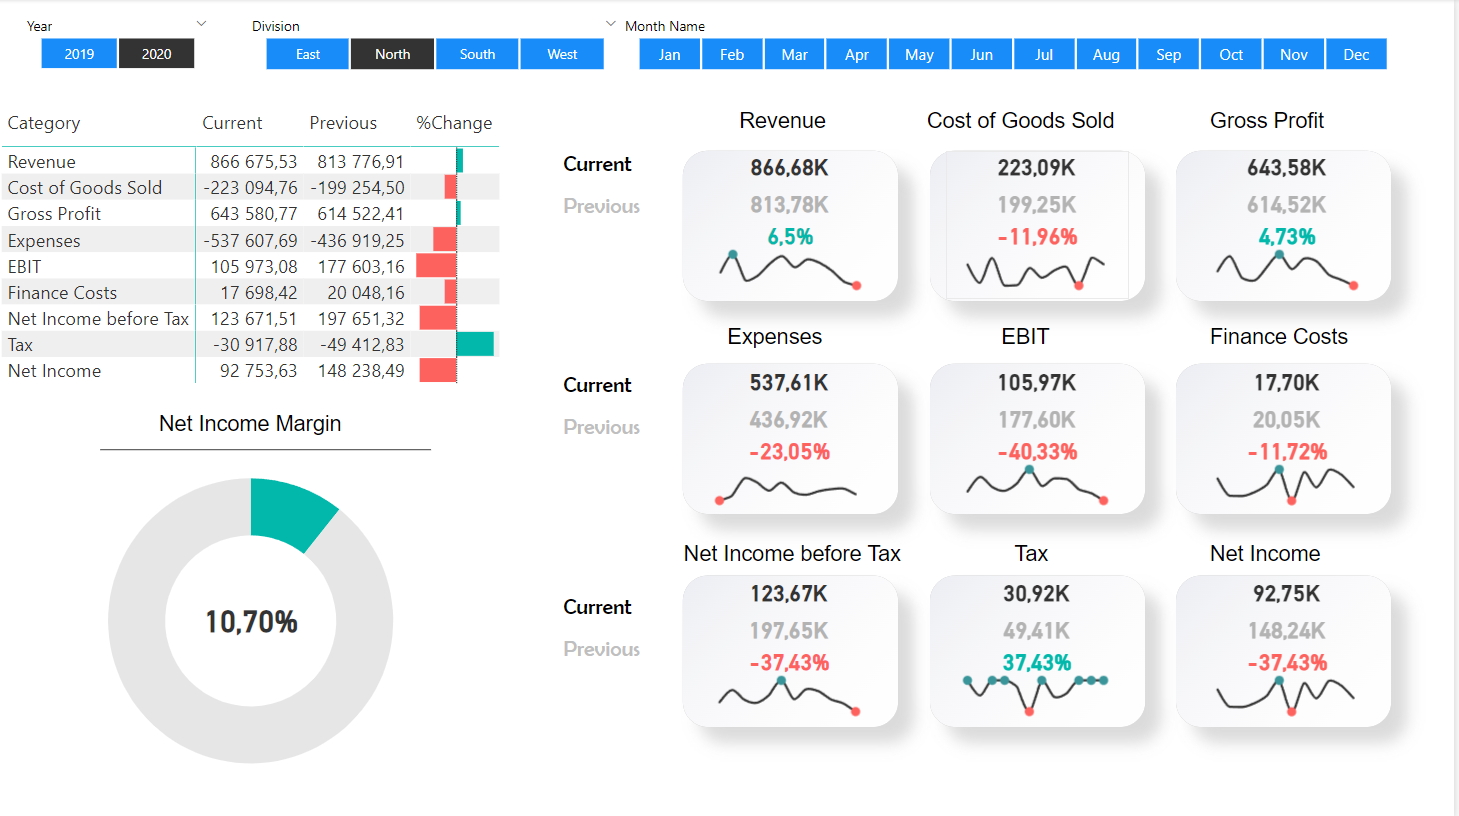 Year
2019 2020
Division
East North South West
Month Name
Jan Feb Mar Apr May Jun Jul Aug Sep Oct Nov Dec
Category Current Previous %Change
Revenue 866 675,53 813 776,91
Cost of Goods Sold -223 094,76 -199 254,50
Gross Profit 643 580,77 614 522,41
Expenses -537 607,69 -436 919,25
EBIT 105 973,08 177 603,16
Finance Costs 17 698,42 20 048,16
Net Income before Tax 123 671,51 197 651,32
Tax -30 917,88 -49 412,83
Net Income 92 753,63 148 238,49
Net Income Margin
10,70%
Revenue Cost of Goods Sold Gross Profit
Current 866,68K 223,09K 643,58K
Previous 813,78K 199,25K 614,52K
6,5% -11,96% 4,73%
Expenses EBIT Finance Costs
Current 537,61K 105,97K 17,70K
Previous 436,92K 177,60K 20,05K
-23,05% -40,33% -11,72%
Net Income before Tax Tax Net Income
Current 123,67K 30,92K 92,75K
Previous 197,65K 49,41K 148,24K
-37,43% 37,43% -37,43%